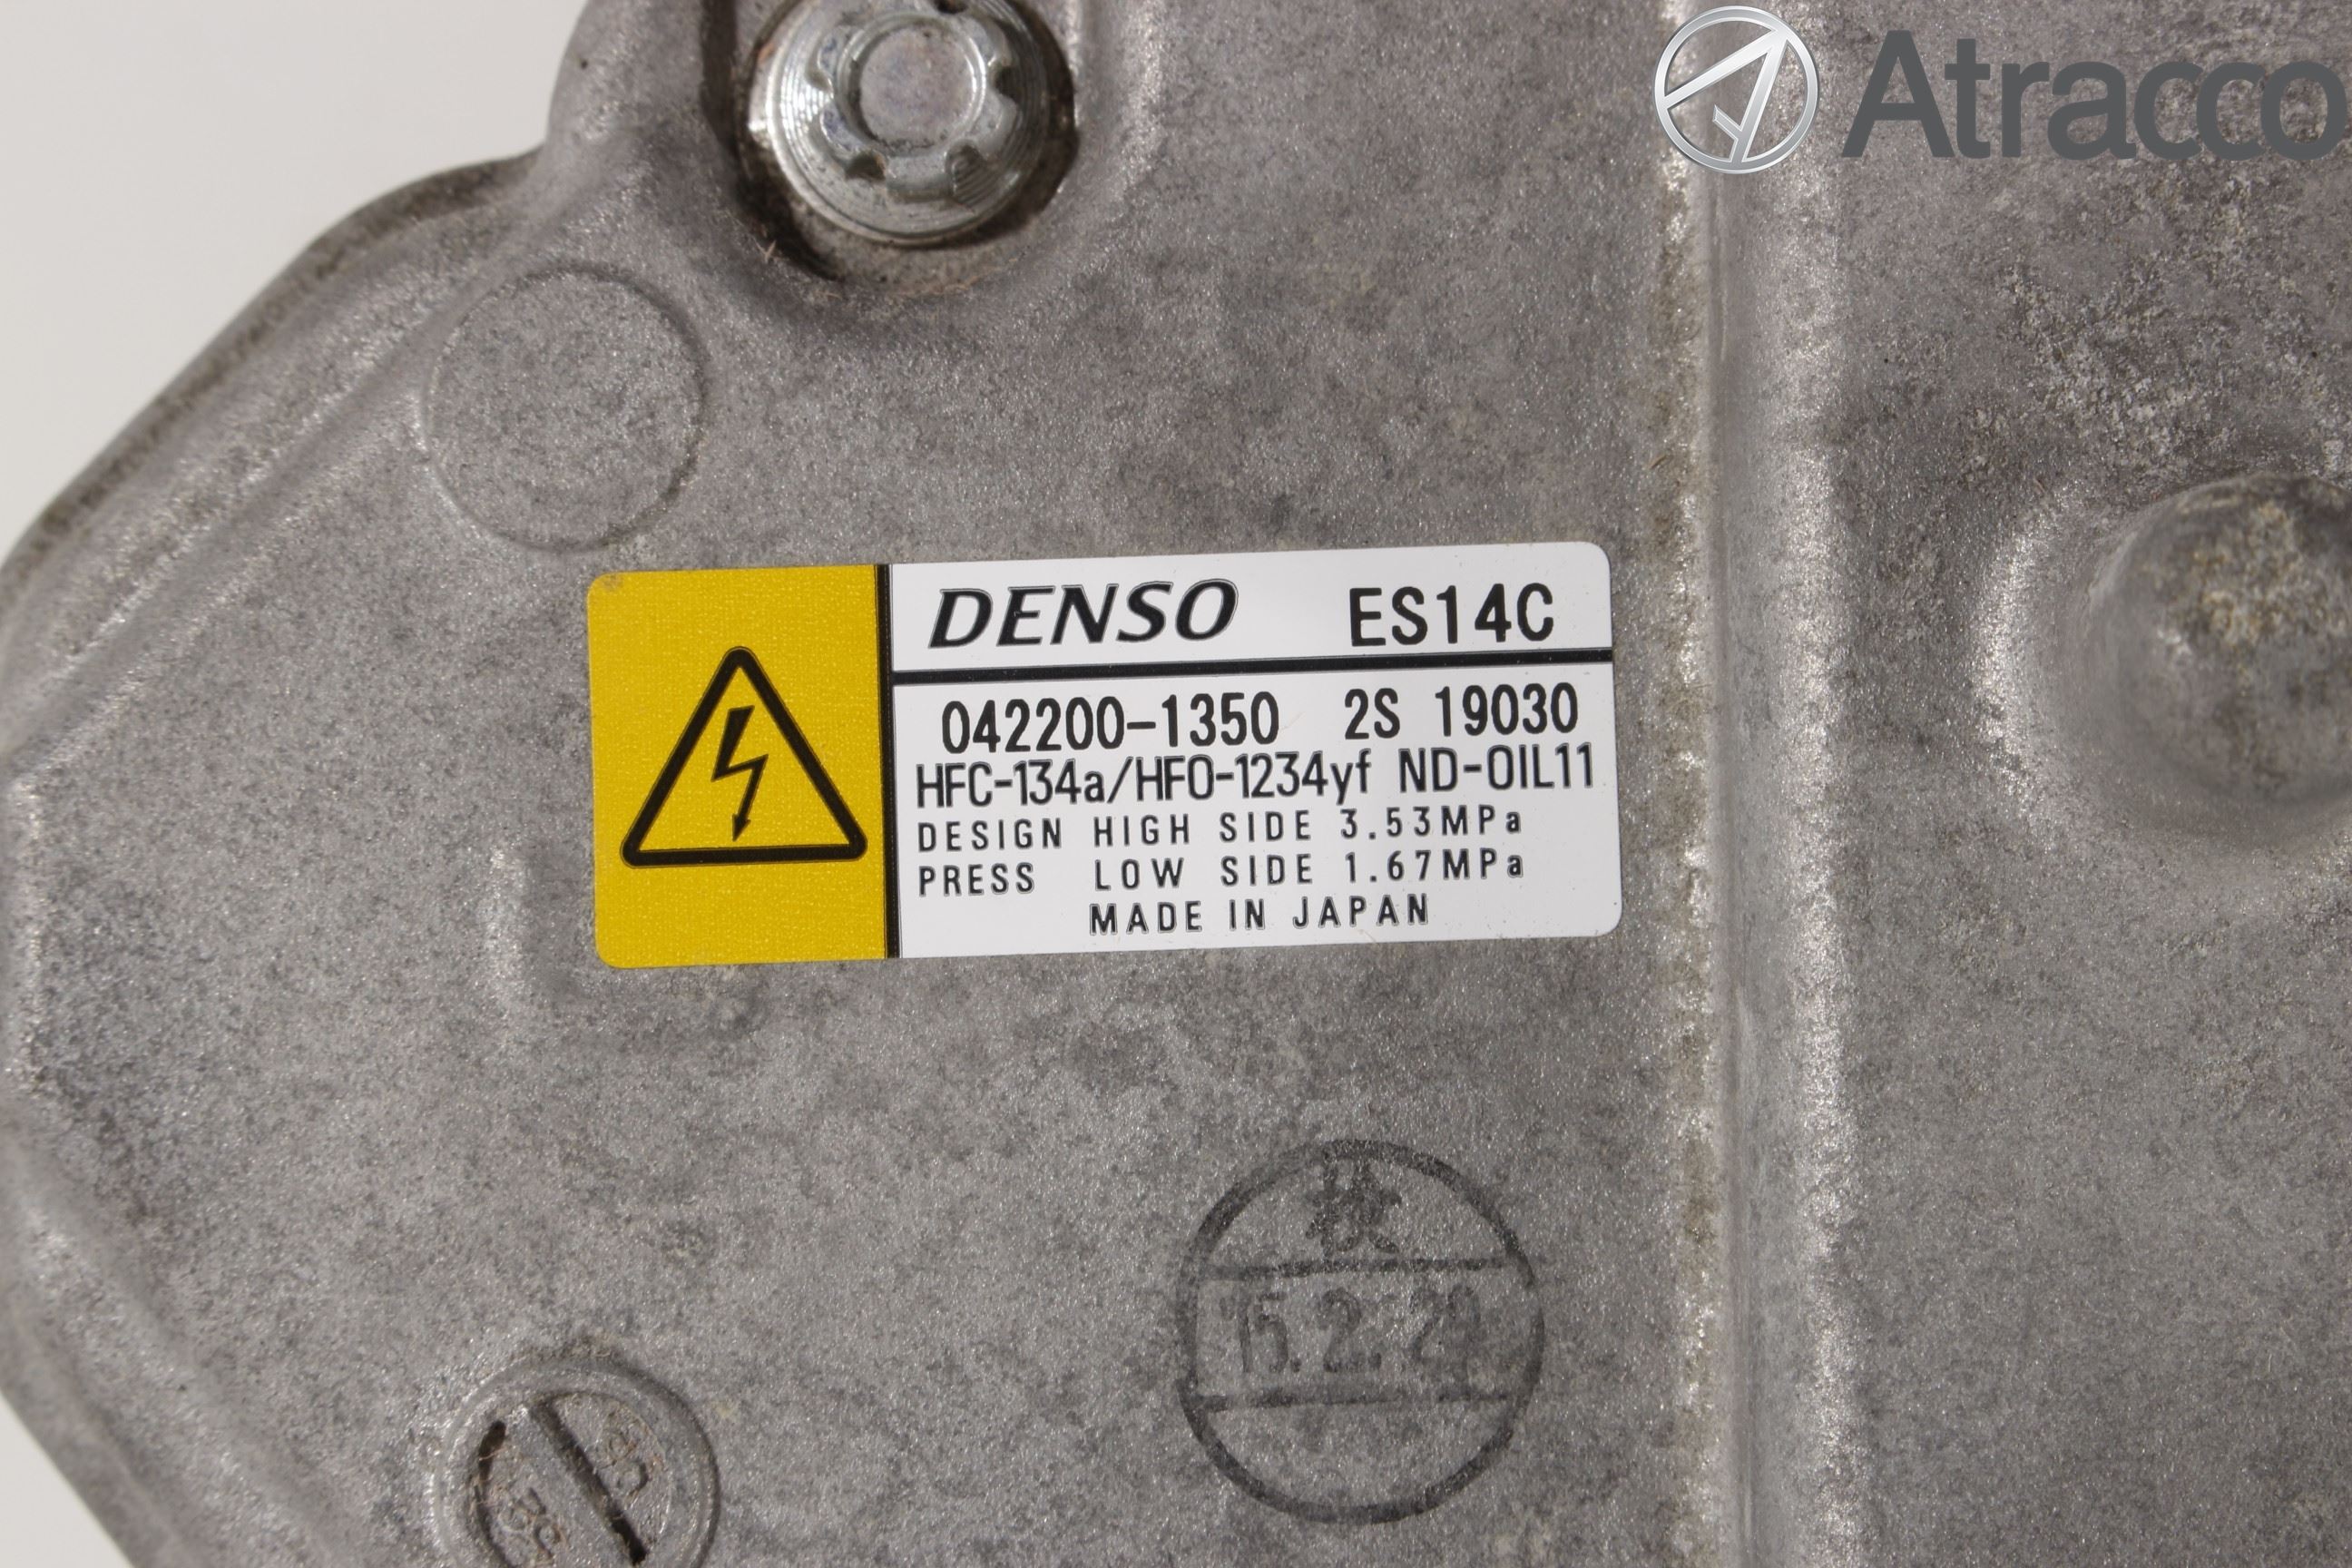 Atracco
DENSO ES14C
042200-1350 2S 19030
HFC-134a/HFO-1234yf ND-OIL11
DESIGN HIGH SIDE 3.53MPa
PRESS LOW SIDE 1.67MPa
MADE IN JAPAN